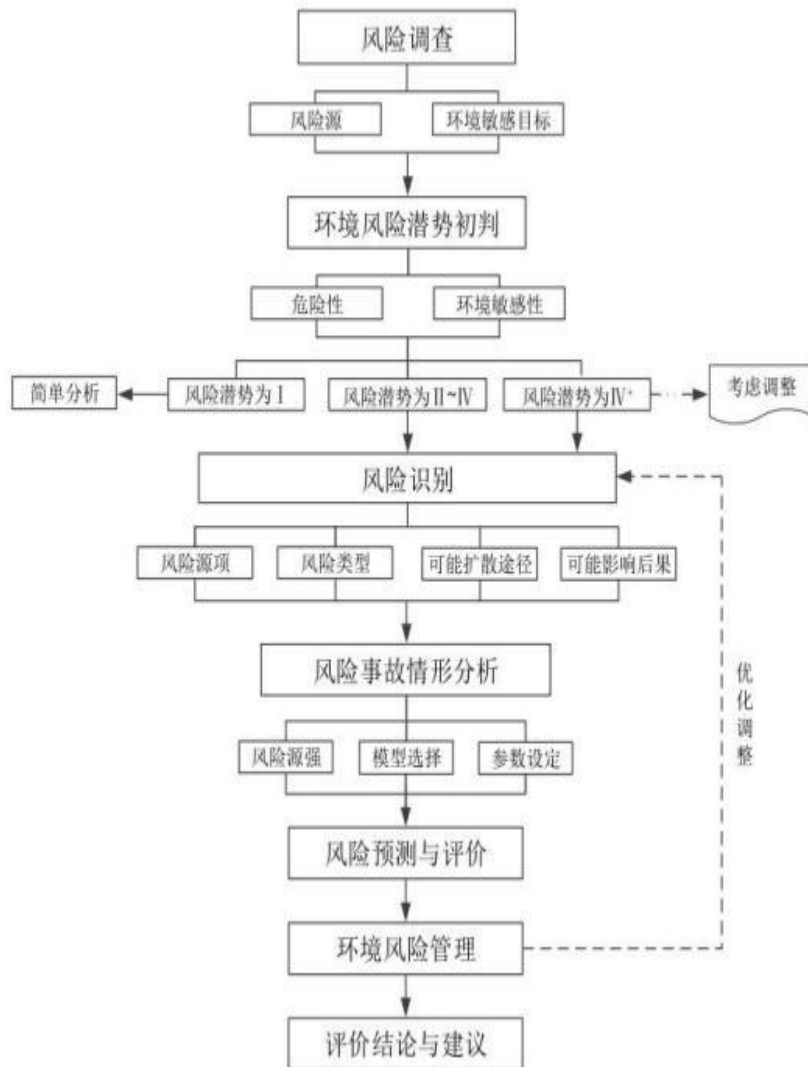 风险调查
风险源
环境敏感目标
环境风险潜势初判
危险性
环境敏感性
简单分析
风险潜势为Ⅰ
风险潜势为Ⅱ~Ⅳ
风险潜势为Ⅳ⁺
考虑调整
风险识别
风险源项
风险类型
可能扩散途径
可能影响后果
风险事故情形分析
优化调整
风险源强
模型选择
参数设定
风险预测与评价
环境风险管理
评价结论与建议